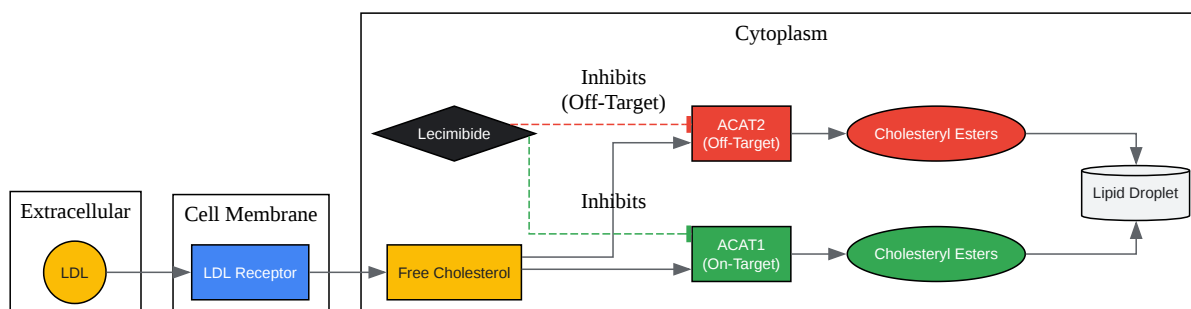 Cytoplasm
Inhibits
(Off-Target)
Lecimibide
ACAT2
(Off-Target)
Cholesteryl Esters
Lipid Droplet
Inhibits
Extracellular
Cell Membrane
LDL
LDL Receptor
Free Cholesterol
ACAT1
(On-Target)
Cholesteryl Esters